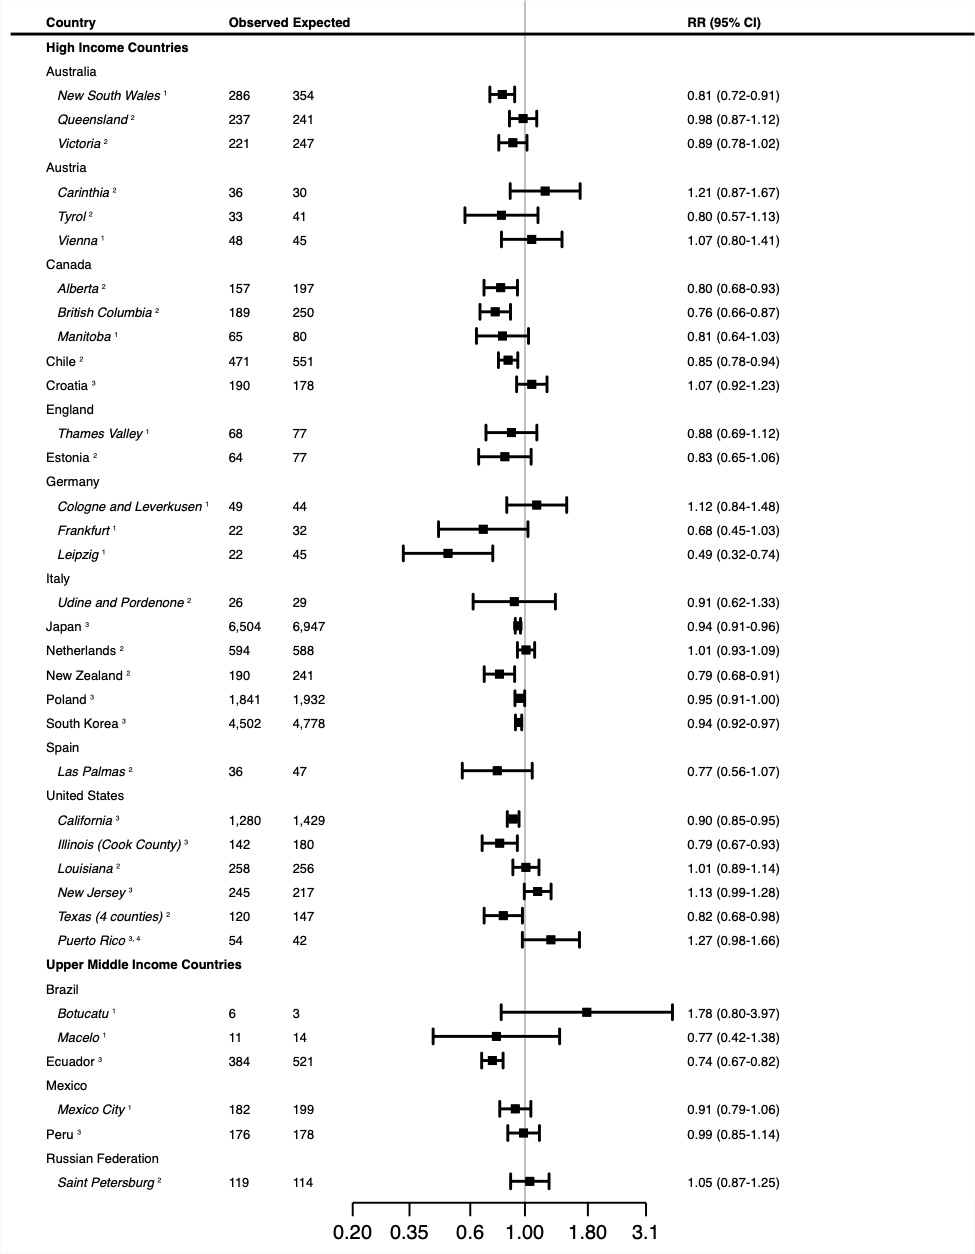 Country Observed Expected RR (95% CI)
High Income Countries
Australia
New South Wales ¹ 286 354 0.81 (0.72-0.91)
Queensland ² 237 241 0.98 (0.87-1.12)
Victoria ² 221 247 0.89 (0.78-1.02)
Austria
Carinthia ² 36 30 1.21 (0.87-1.67)
Tyrol ² 33 41 0.80 (0.57-1.13)
Vienna ¹ 48 45 1.07 (0.80-1.41)
Canada
Alberta ² 157 197 0.80 (0.68-0.93)
British Columbia ² 189 250 0.76 (0.66-0.87)
Manitoba ¹ 65 80 0.81 (0.64-1.03)
Chile ² 471 551 0.85 (0.78-0.94)
Croatia ³ 190 178 1.07 (0.92-1.23)
England
Thames Valley ¹ 68 77 0.88 (0.69-1.12)
Estonia ² 64 77 0.83 (0.65-1.06)
Germany
Cologne and Leverkusen ¹ 49 44 1.12 (0.84-1.48)
Frankfurt ¹ 22 32 0.68 (0.45-1.03)
Leipzig ¹ 22 45 0.49 (0.32-0.74)
Italy
Udine and Pordenone ² 26 29 0.91 (0.62-1.33)
Japan ³ 6,504 6,947 0.94 (0.91-0.96)
Netherlands ² 594 588 1.01 (0.93-1.09)
New Zealand ² 190 241 0.79 (0.68-0.91)
Poland ³ 1,841 1,932 0.95 (0.91-1.00)
South Korea ³ 4,502 4,778 0.94 (0.92-0.97)
Spain
Las Palmas ² 36 47 0.77 (0.56-1.07)
United States
California ³ 1,280 1,429 0.90 (0.85-0.95)
Illinois (Cook County) ³ 142 180 0.79 (0.67-0.93)
Louisiana ² 258 256 1.01 (0.89-1.14)
New Jersey ³ 245 217 1.13 (0.99-1.28)
Texas (4 counties) ² 120 147 0.82 (0.68-0.98)
Puerto Rico ³, ⁴ 54 42 1.27 (0.98-1.66)
Upper Middle Income Countries
Brazil
Botucatu ¹ 6 3 1.78 (0.80-3.97)
Macelo ¹ 11 14 0.77 (0.42-1.38)
Ecuador ³ 384 521 0.74 (0.67-0.82)
Mexico
Mexico City ¹ 182 199 0.91 (0.79-1.06)
Peru ³ 176 178 0.99 (0.85-1.14)
Russian Federation
Saint Petersburg ² 119 114 1.05 (0.87-1.25)
0.20 0.35 0.6 1.00 1.80 3.1